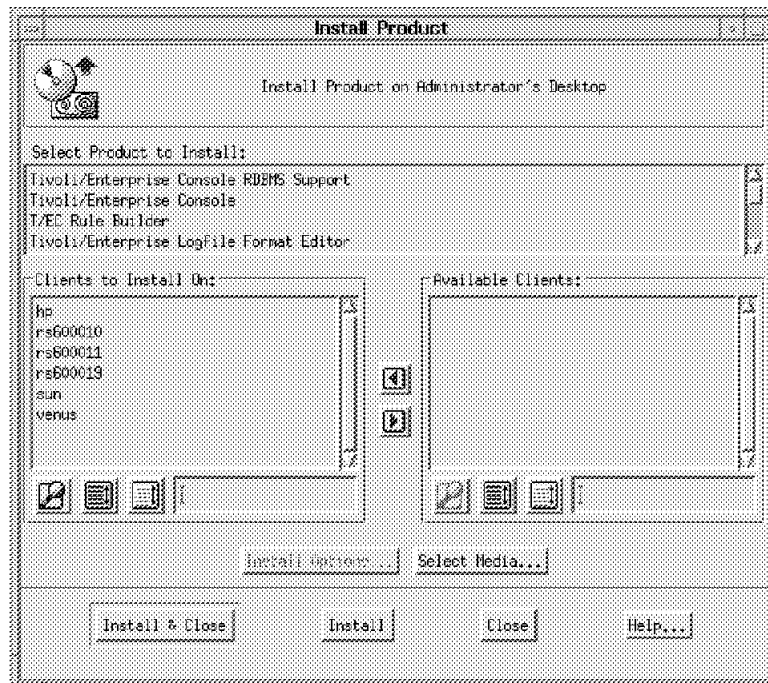 Install Product
Install Product on Administrator's Desktop
Select Product to Install:
Tivoli/Enterprise Console RDBMS Support
Tivoli/Enterprise Console
T/EC Rule Builder
Tivoli/Enterprise Logfile Format Editor
Clients to Install On:
Available Clients:
hp
rs600010
rs600011
rs600019
sun
venus
Install Options... Select Media...
Install & Close Install Close Help...